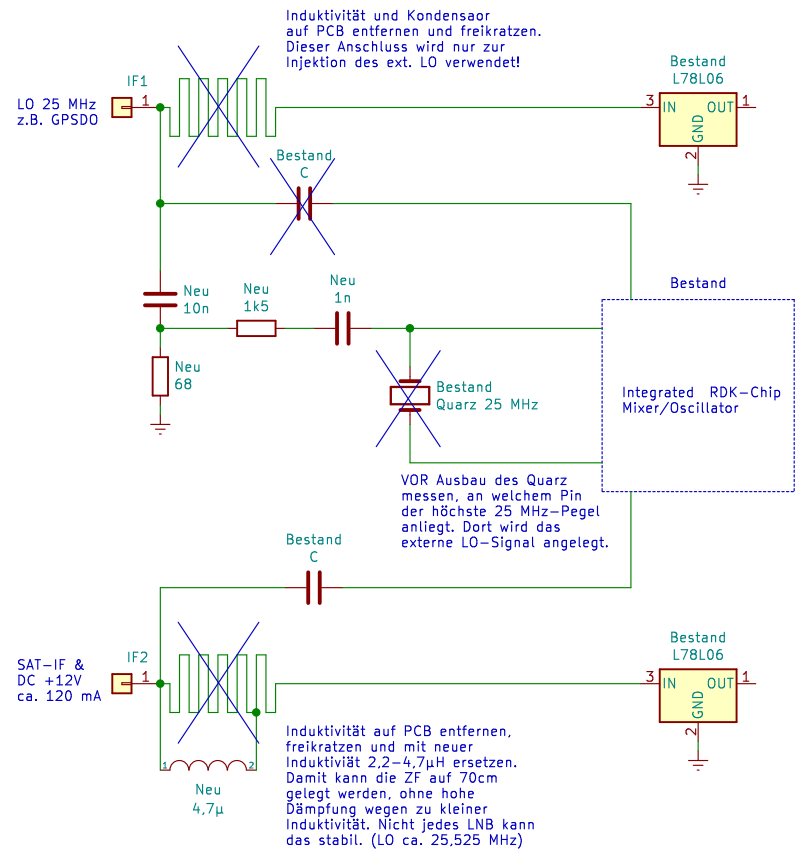 Induktivität und Kondensaor
auf PCB entfernen und freikratzen.
Dieser Anschluss wird nur zur
Injektion des ext. LO verwendet!
IF1
1
LO 25 MHz
z.B. GPSDO
Bestand
L78L06
3 IN OUT 1
GND
2
Bestand
C
Neu
10n
Neu
1k5
Neu
1n
Neu
68
Bestand
Quarz 25 MHz
Bestand
Integrated RDK-Chip
Mixer/Oscillator
VOR Ausbau des Quarz
messen, an welchem Pin
der höchste 25 MHz-Pegel
anliegt. Dort wird das
externe LO-Signal angelegt.
Bestand
C
IF2
1
SAT-IF &
DC +12V
ca. 120 mA
Bestand
L78L06
3 IN OUT 1
GND
2
1 2
Neu
4,7µ
Induktivität auf PCB entfernen,
freikratzen und mit neuer
Induktiviät 2,2-4,7µH ersetzen.
Damit kann die ZF auf 70cm
gelegt werden, ohne hohe
Dämpfung wegen zu kleiner
Induktivität. Nicht jedes LNB kann
das stabil. (LO ca. 25,525 MHz)